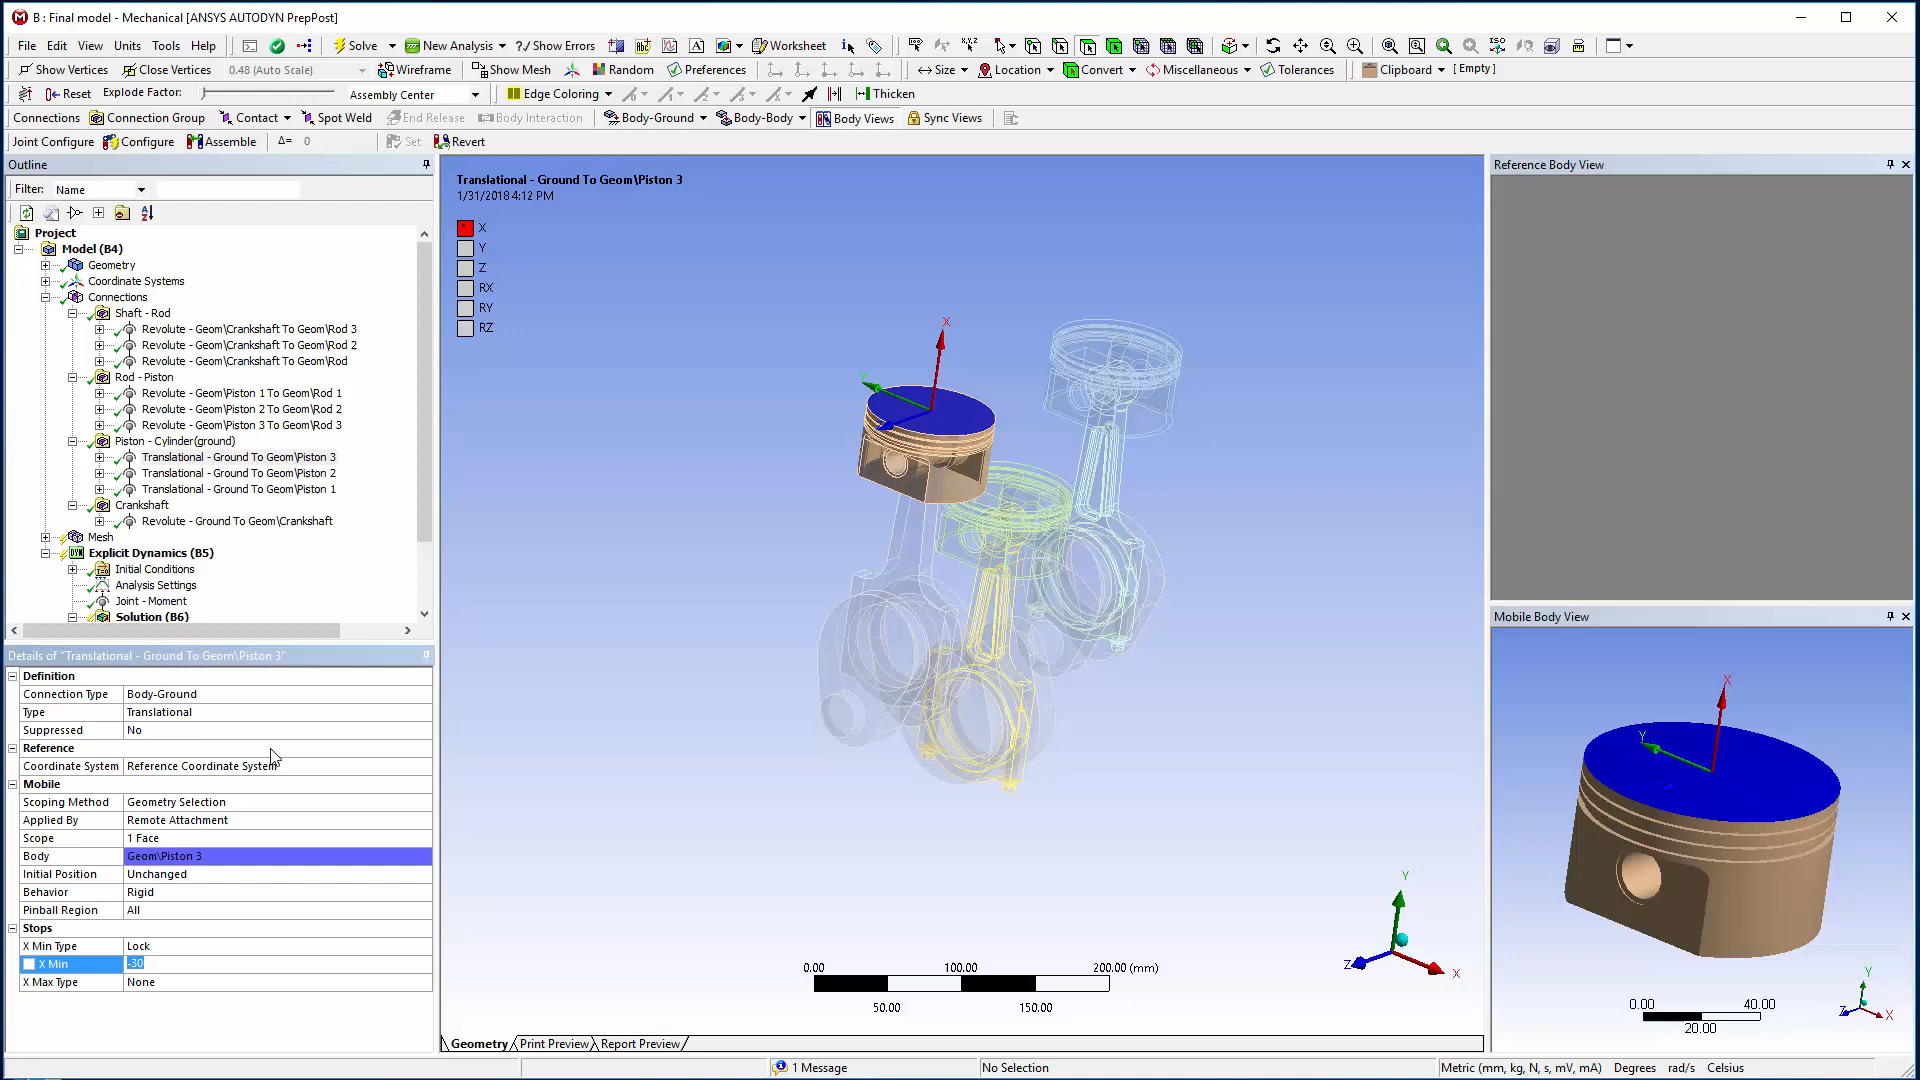 B : Final model - Mechanical [ANSYS AUTODYN PrepPost]
File Edit View Units Tools Help Solve New Analysis ?/ Show Errors Worksheet
Show Vertices Close Vertices 0.48 (Auto Scale) Wireframe Show Mesh Random Preferences Size Location Convert Miscellaneous Tolerances Clipboard [ Empty ]
Reset Explode Factor: Assembly Center Edge Coloring Thicken
Connections Connection Group Contact Spot Weld End Release Body Interaction Body-Ground Body-Body Body Views Sync Views
Joint Configure Configure Assemble Δ= 0 Set Revert
Outline
Filter: Name
Project
Model (B4)
Geometry
Coordinate Systems
Connections
Shaft - Rod
Revolute - Geom\Crankshaft To Geom\Rod 3
Revolute - Geom\Crankshaft To Geom\Rod 2
Revolute - Geom\Crankshaft To Geom\Rod
Rod - Piston
Revolute - Geom\Piston 1 To Geom\Rod 1
Revolute - Geom\Piston 2 To Geom\Rod 2
Revolute - Geom\Piston 3 To Geom\Rod 3
Piston - Cylinder(ground)
Translational - Ground To Geom\Piston 3
Translational - Ground To Geom\Piston 2
Translational - Ground To Geom\Piston 1
Crankshaft
Revolute - Ground To Geom\Crankshaft
Mesh
Explicit Dynamics (B5)
Initial Conditions
Analysis Settings
Joint - Moment
Solution (B6)
Details of "Translational - Ground To Geom\Piston 3"
Definition
Connection Type Body-Ground
Type Translational
Suppressed No
Reference
Coordinate System Reference Coordinate System
Mobile
Scoping Method Geometry Selection
Applied By Remote Attachment
Scope 1 Face
Body Geom\Piston 3
Initial Position Unchanged
Behavior Rigid
Pinball Region All
Stops
X Min Type Lock
X Min -30
X Max Type None
Translational - Ground To Geom\Piston 3
1/31/2018 4:12 PM
X
Y
Z
RX
RY
RZ
X
Y
Y
Z
X
0.00 100.00 200.00 (mm)
50.00 150.00
Geometry Print Preview Report Preview
Reference Body View
Mobile Body View
X
Y
Y
Z
X
0.00 40.00
20.00
1 Message No Selection Metric (mm, kg, N, s, mV, mA) Degrees rad/s Celsius